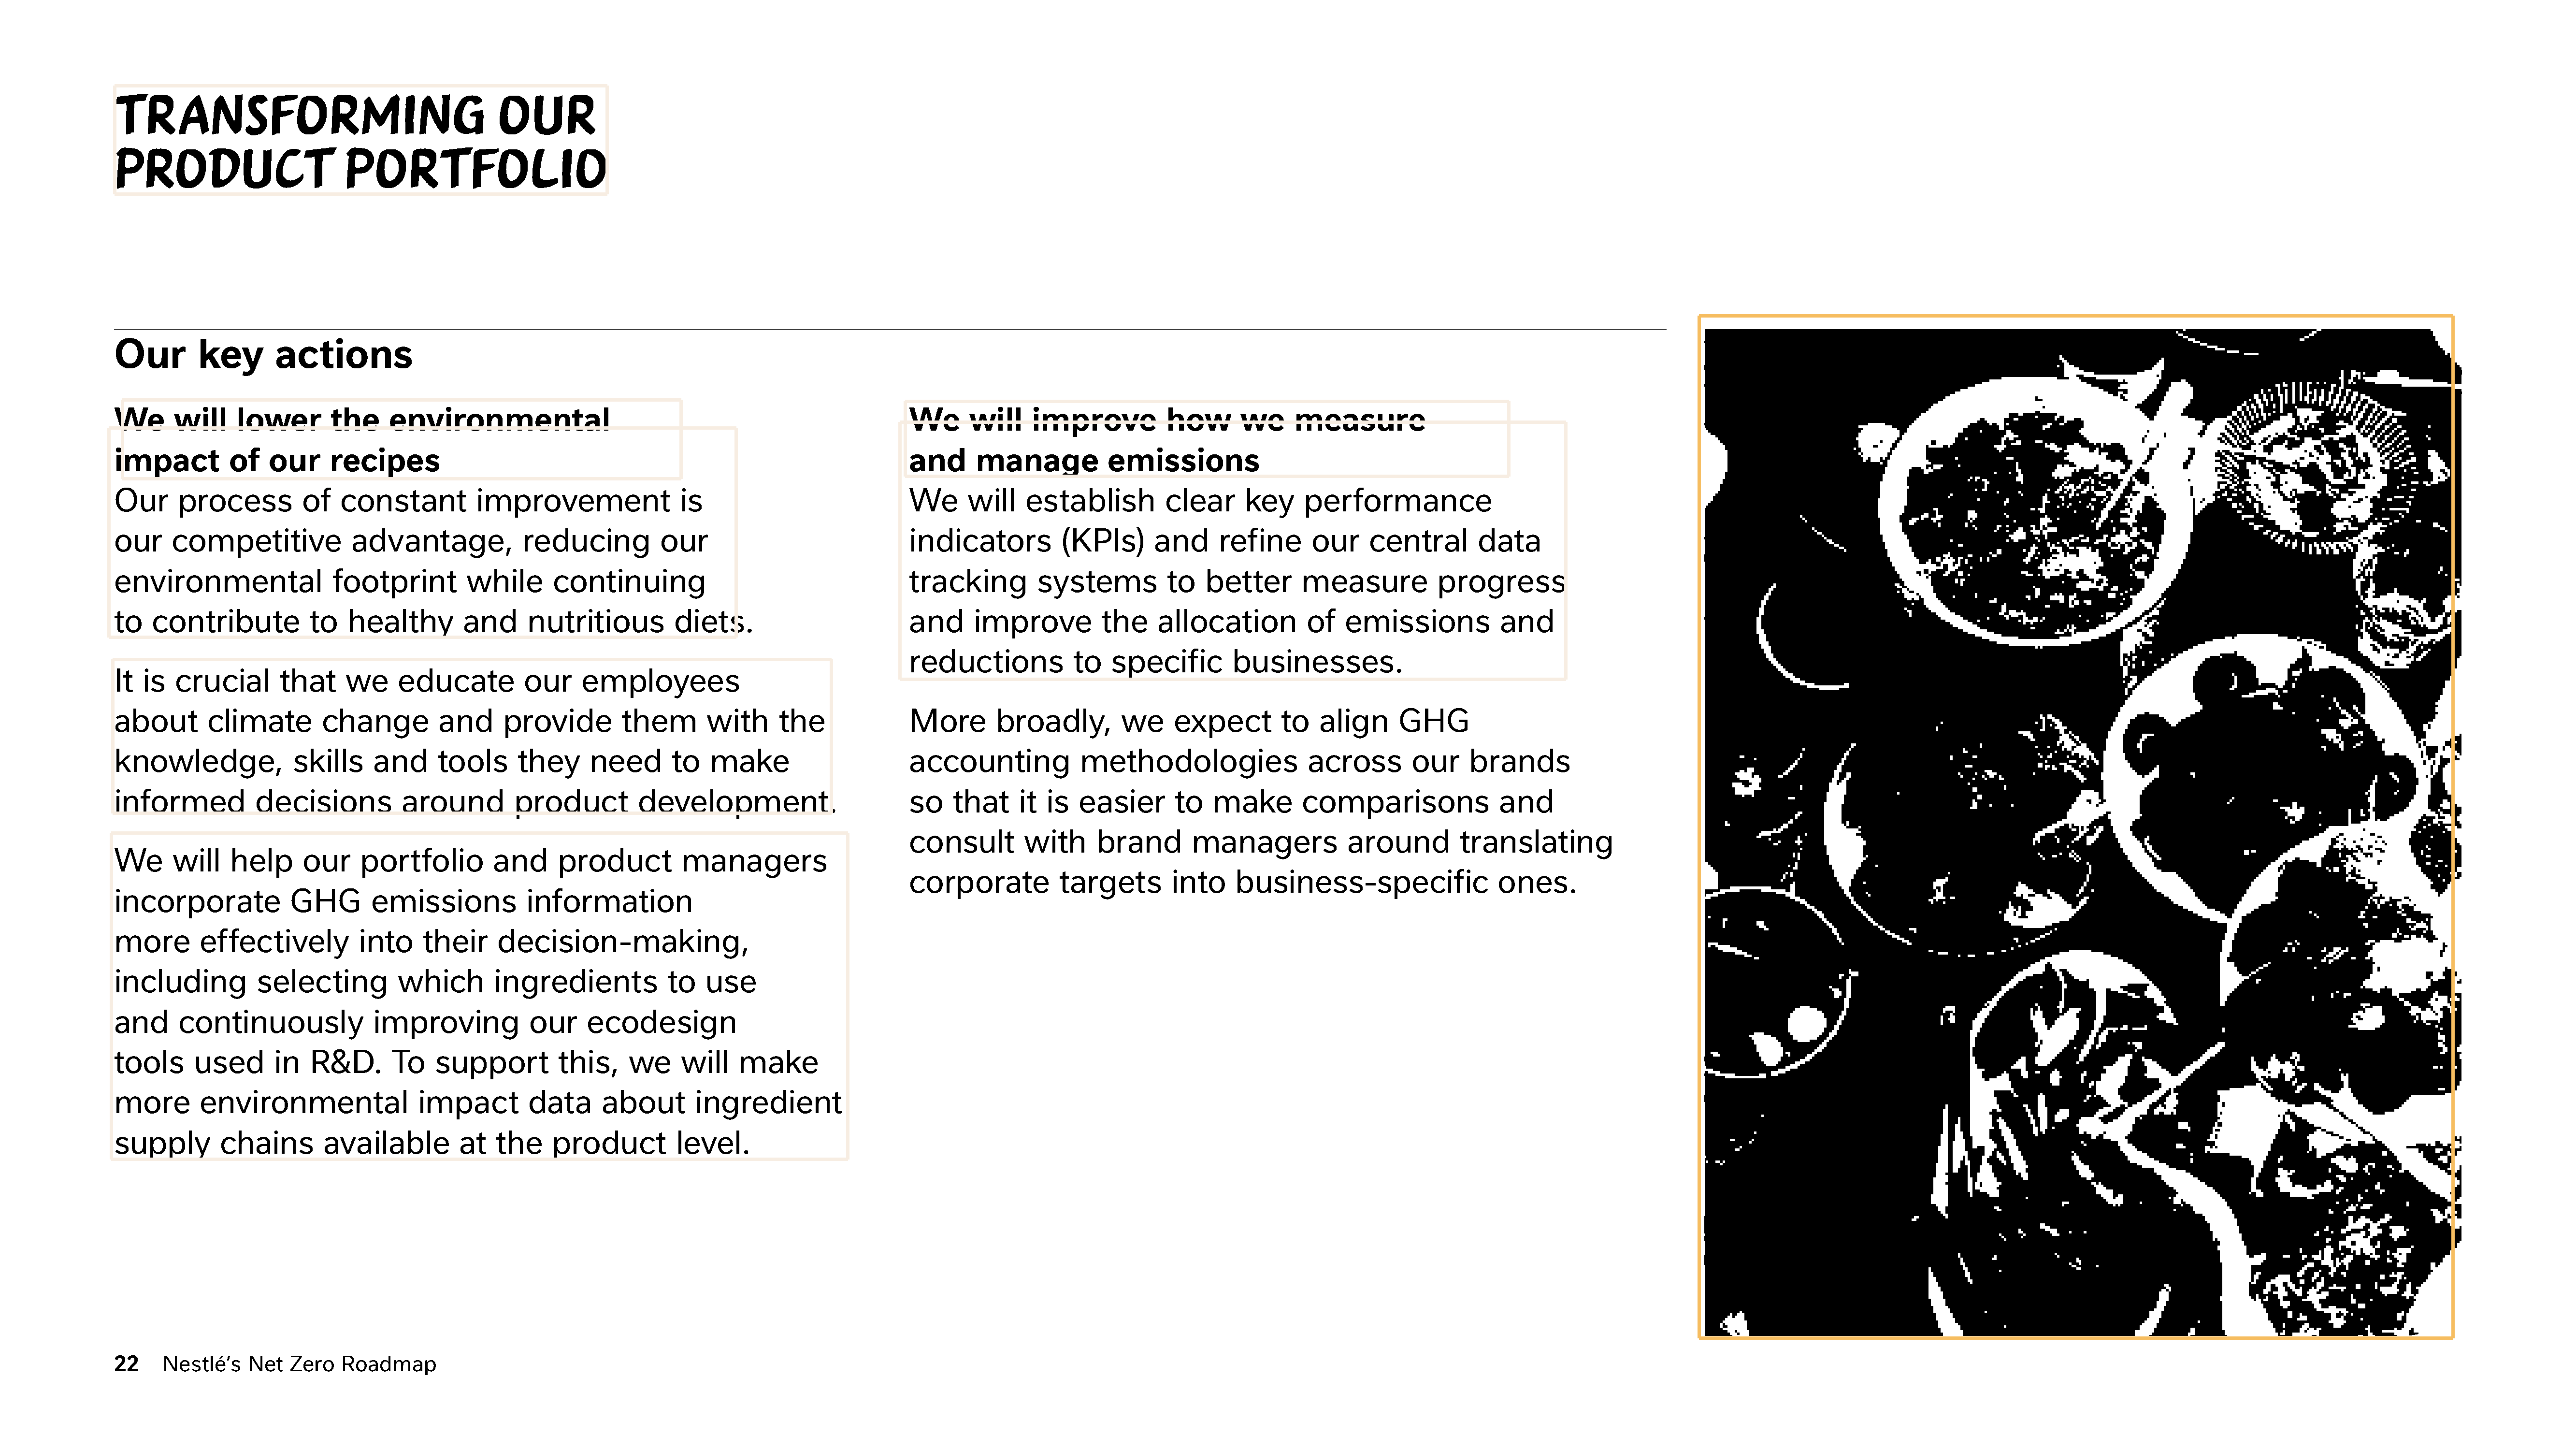 TRANSFORMING OUR
PRODUCT PORTFOLIO
Our key actions
We will lower the environmental
impact of our recipes
Our process of constant improvement is
our competitive advantage, reducing our
environmental footprint while continuing
to contribute to healthy and nutritious diets.
It is crucial that we educate our employees
about climate change and provide them with the
knowledge, skills and tools they need to make
informed decisions around product development.
We will help our portfolio and product managers
incorporate GHG emissions information
more effectively into their decision-making,
including selecting which ingredients to use
and continuously improving our ecodesign
tools used in R&D. To support this, we will make
more environmental impact data about ingredient
supply chains available at the product level.
We will improve how we measure
and manage emissions
We will establish clear key performance
indicators (KPIs) and refine our central data
tracking systems to better measure progress
and improve the allocation of emissions and
reductions to specific businesses.
More broadly, we expect to align GHG
accounting methodologies across our brands
so that it is easier to make comparisons and
consult with brand managers around translating
corporate targets into business-specific ones.
22 Nestlé’s Net Zero Roadmap